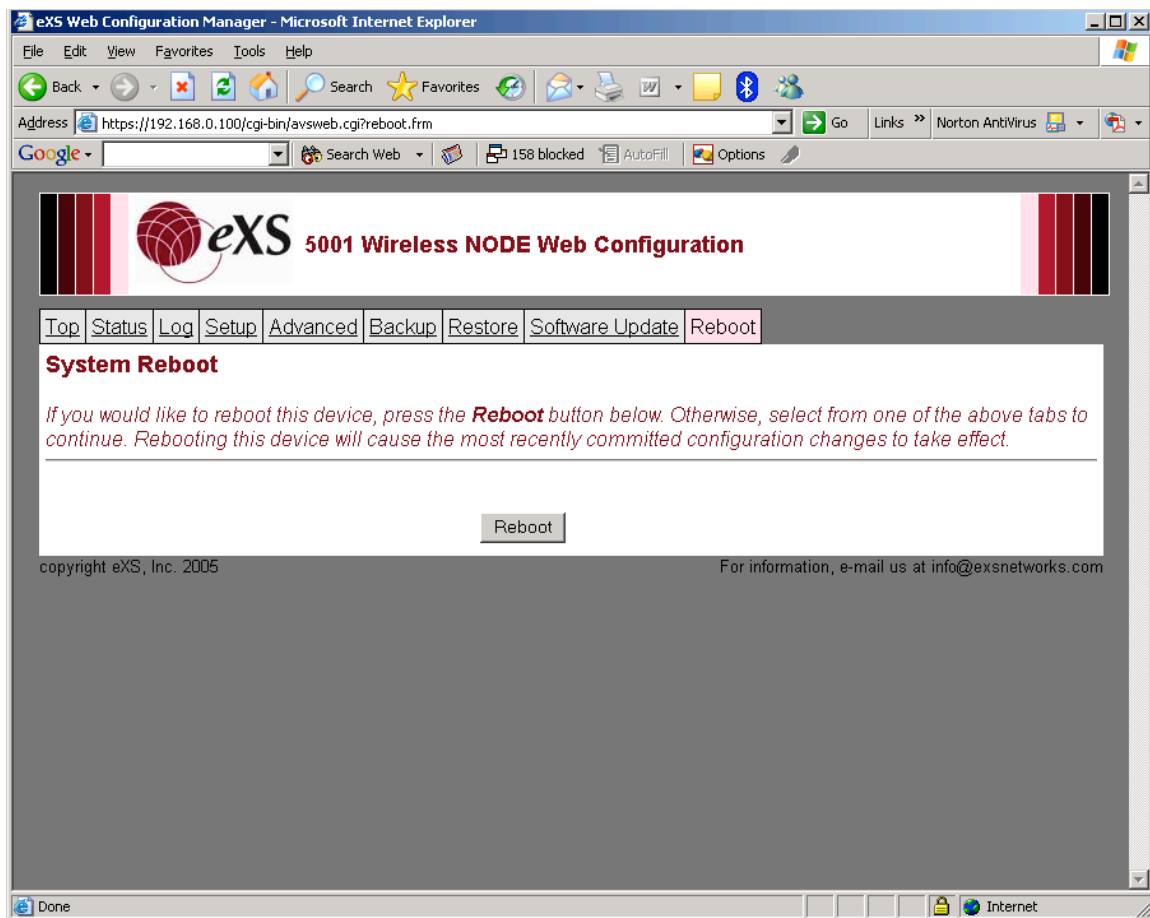 eXS Web Configuration Manager - Microsoft Internet Explorer
File Edit View Favorites Tools Help
Back Search Favorites
Address https://192.168.0.100/cgi-bin/avsweb.cgi?reboot.frm Go Links » Norton AntiVirus
Google Search Web 158 blocked AutoFill Options
eXS 5001 Wireless NODE Web Configuration
Top Status Log Setup Advanced Backup Restore Software Update Reboot
System Reboot
If you would like to reboot this device, press the Reboot button below. Otherwise, select from one of the above tabs to
continue. Rebooting this device will cause the most recently committed configuration changes to take effect.
Reboot
copyright eXS, Inc. 2005 For information, e-mail us at info@exsnetworks.com
Done Internet